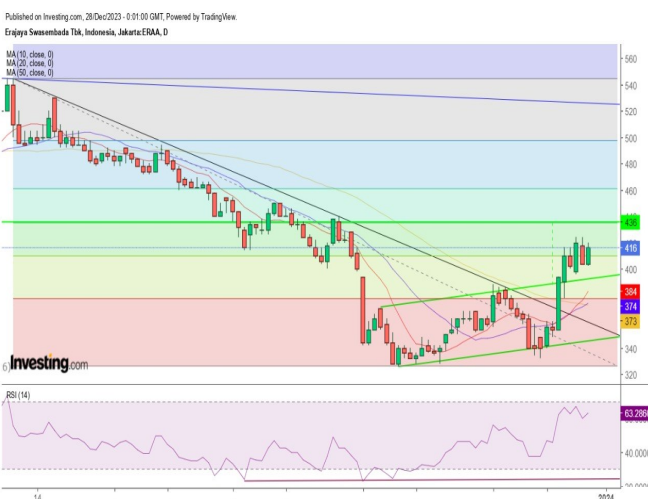 Published on Investing.com, 28/Dec/2023 - 0:01:00 GMT, Powered by TradingView.
Erajaya Swasembada Tbk, Indonesia, Jakarta:ERAA, D
MA (10, close, 0)
MA (20, close, 0)
MA (50, close, 0)
560
540
520
500
480
460
436
416
400
384
374
373
340
320
Investing.com
RSI (14)
63.286
40.0000
14
2024